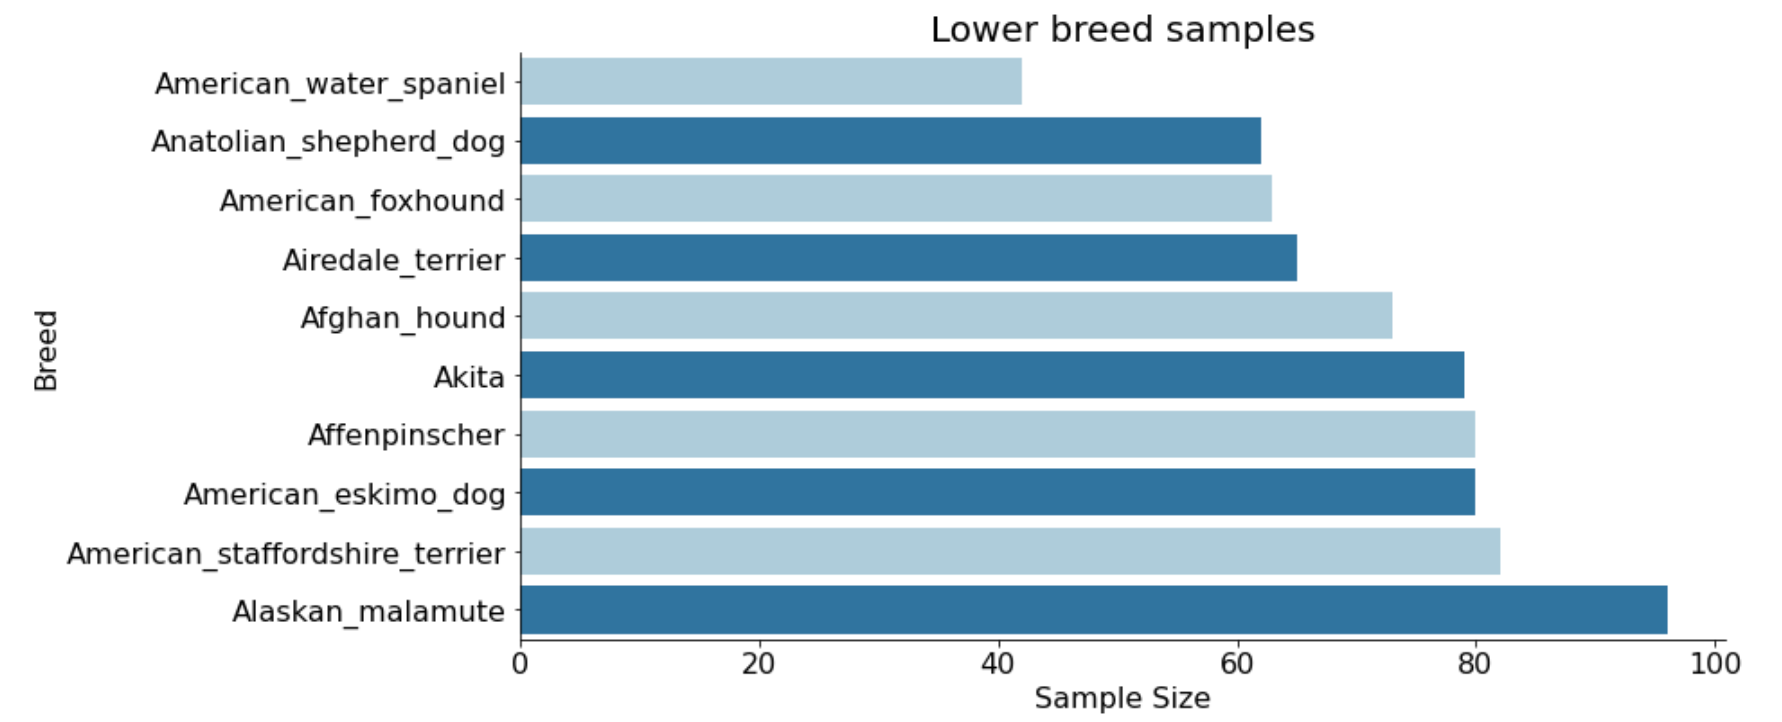 Lower breed samples
American_water_spaniel
Anatolian_shepherd_dog
American_foxhound
Airedale_terrier
Afghan_hound
Akita
Affenpinscher
American_eskimo_dog
American_staffordshire_terrier
Alaskan_malamute
Breed
0 20 40 60 80 100
Sample Size